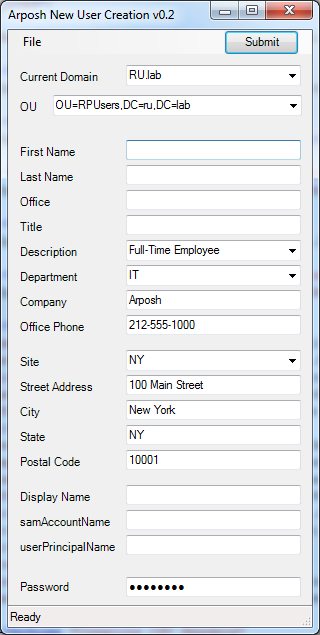 Arposh New User Creation v0.2
File Submit
Current Domain RU.lab
OU OU=RPUsers,DC=ru,DC=lab
First Name
Last Name
Office
Title
Description Full-Time Employee
Department IT
Company Arposh
Office Phone 212-555-1000
Site NY
Street Address 100 Main Street
City New York
State NY
Postal Code 10001
Display Name
samAccountName
userPrincipalName
Password ●●●●●●●●
Ready